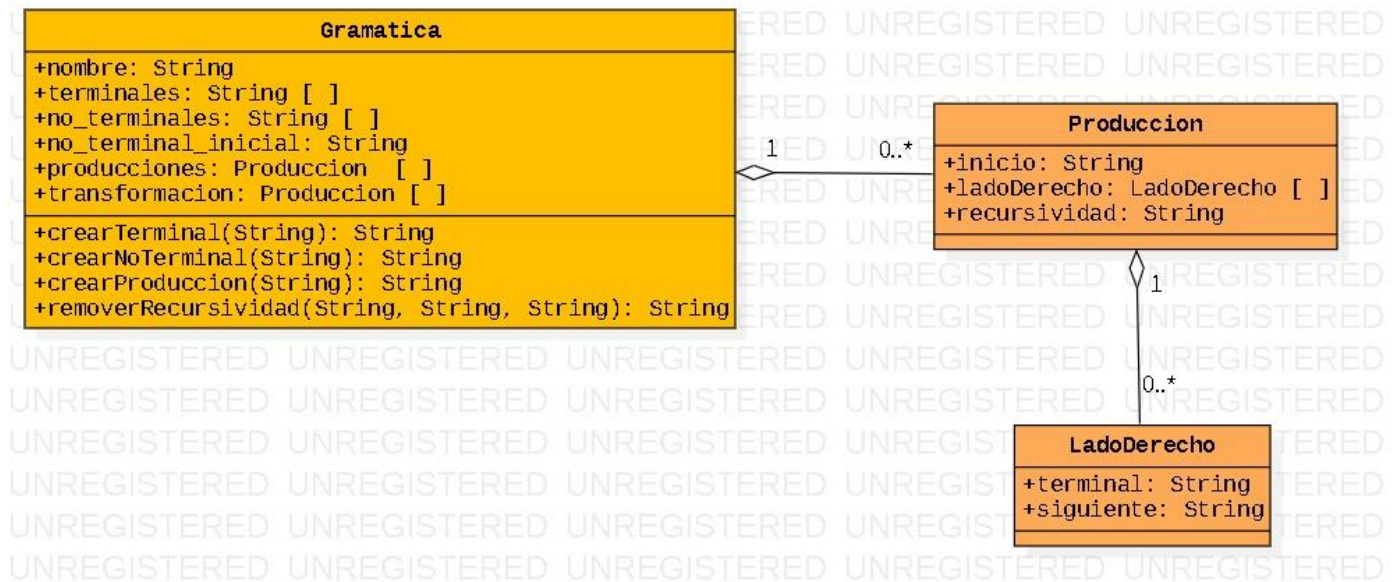 Gramatica
+nombre: String
+terminales: String [ ]
+no_terminales: String [ ]
+no_terminal_inicial: String
+producciones: Produccion [ ]
+transformacion: Produccion [ ]
+crearTerminal(String): String
+crearNoTerminal(String): String
+crearProduccion(String): String
+removerRecursividad(String, String, String): String
1
0..*
Produccion
+inicio: String
+ladoDerecho: LadoDerecho [ ]
+recursividad: String
1
0..*
LadoDerecho
+terminal: String
+siguiente: String
UNREGISTERED UNREGISTERED UNREGISTERED UNREGISTERED UNREGISTERED